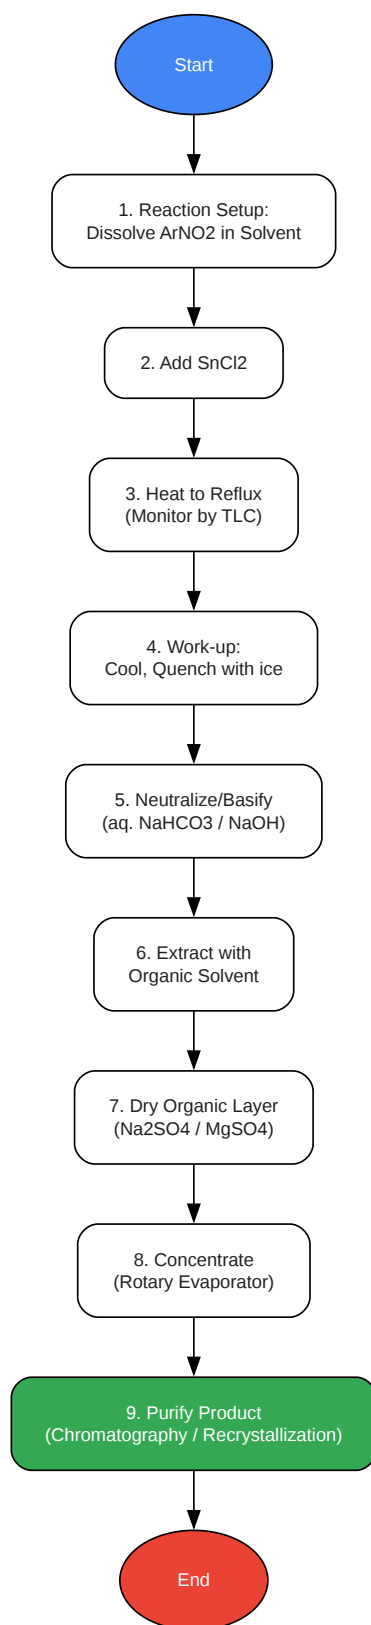 Start
1. Reaction Setup:
Dissolve ArNO2 in Solvent
2. Add SnCl2
3. Heat to Reflux
(Monitor by TLC)
4. Work-up:
Cool, Quench with ice
5. Neutralize/Basify
(aq. NaHCO3 / NaOH)
6. Extract with
Organic Solvent
7. Dry Organic Layer
(Na2SO4 / MgSO4)
8. Concentrate
(Rotary Evaporator)
9. Purify Product
(Chromatography / Recrystallization)
End